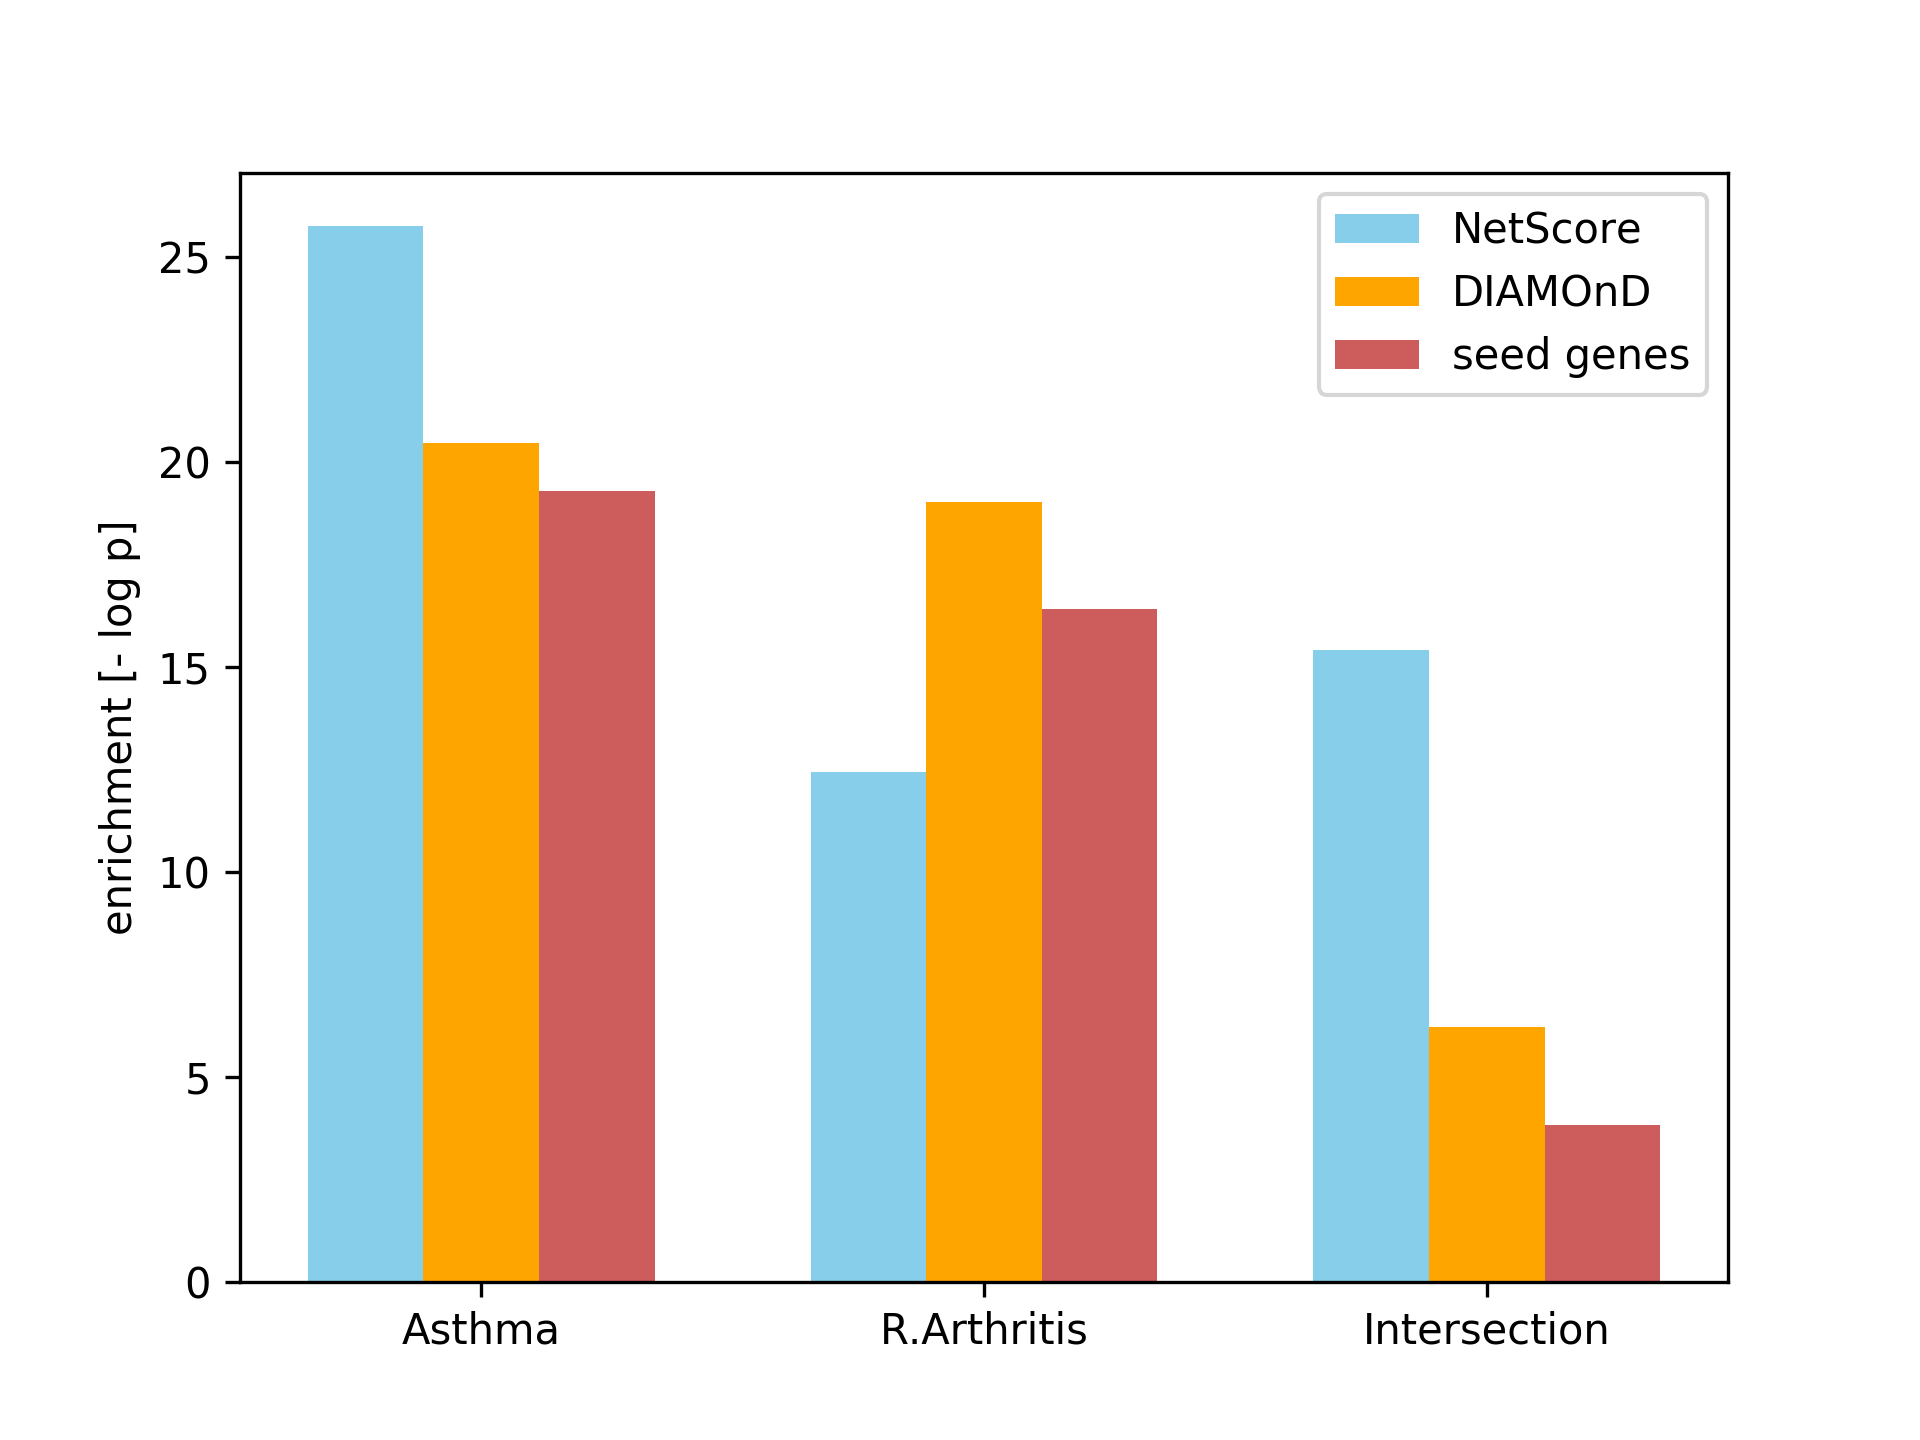 NetScore
DIAMOnD
seed genes
enrichment [- log p]
25
20
15
10
5
0
Asthma
R.Arthritis
Intersection